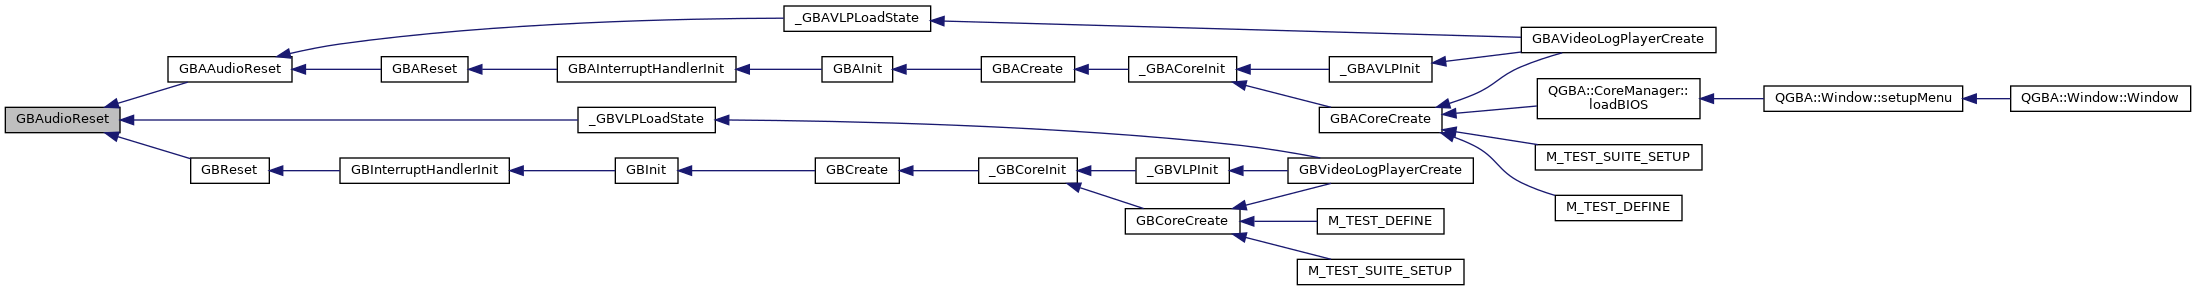 _GBAVLPLoadState
GBAVideoLogPlayerCreate
GBAAudioReset
GBAReset
GBAInterruptHandlerInit
GBAInit
GBACreate
_GBACoreInit
_GBAVLPInit
QGBA::CoreManager::
loadBIOS
QGBA::Window::setupMenu
QGBA::Window::Window
GBAudioReset
_GBVLPLoadState
GBACoreCreate
M_TEST_SUITE_SETUP
GBReset
GBInterruptHandlerInit
GBInit
GBCreate
_GBCoreInit
_GBVLPInit
GBVideoLogPlayerCreate
M_TEST_DEFINE
GBCoreCreate
M_TEST_DEFINE
M_TEST_SUITE_SETUP